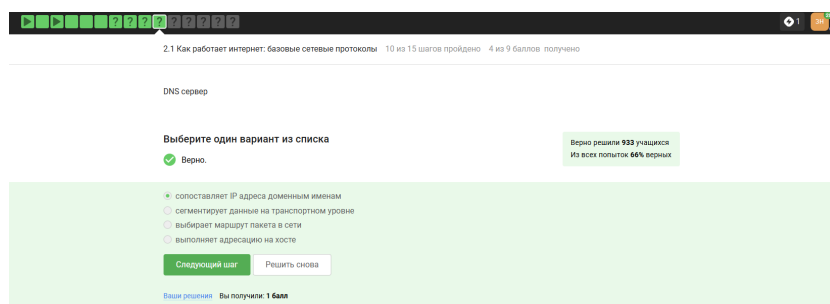 ? ? ? ? ? ? ? ? ? ?
1
ЗН
2.1 Как работает интернет: базовые сетевые протоколы 10 из 15 шагов пройдено 4 из 9 баллов получено
DNS сервер
Выберите один вариант из списка
Верно.
Верно решили 933 учащихся
Из всех попыток 66% верных
сопоставляет IP адреса доменным именам
сегментирует данные на транспортном уровне
выбирает маршрут пакета в сети
выполняет адресацию на хосте
Следующий шаг
Решить снова
Ваши решения Вы получили: 1 балл